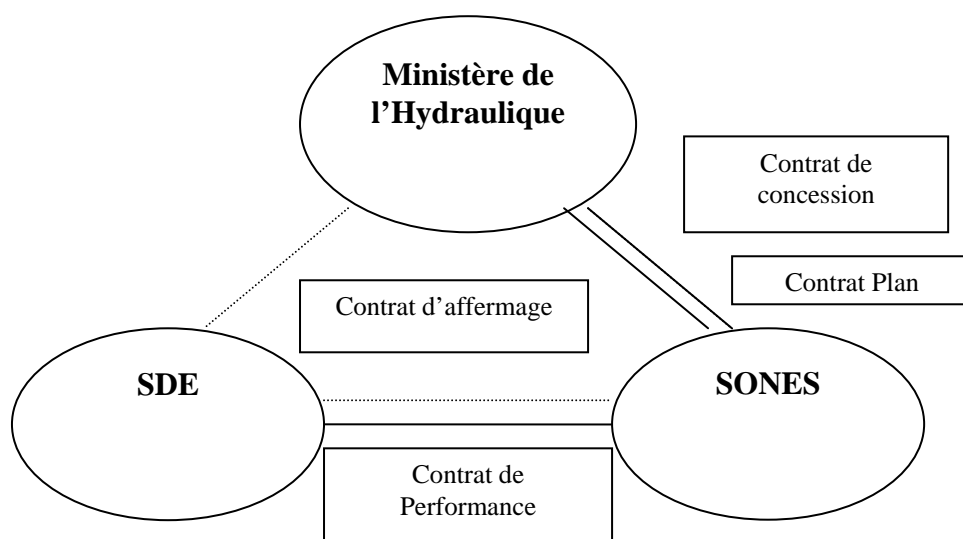 Ministère de
l’Hydraulique
Contrat de
concession
Contrat Plan
Contrat d’affermage
SDE
SONES
Contrat de
Performance